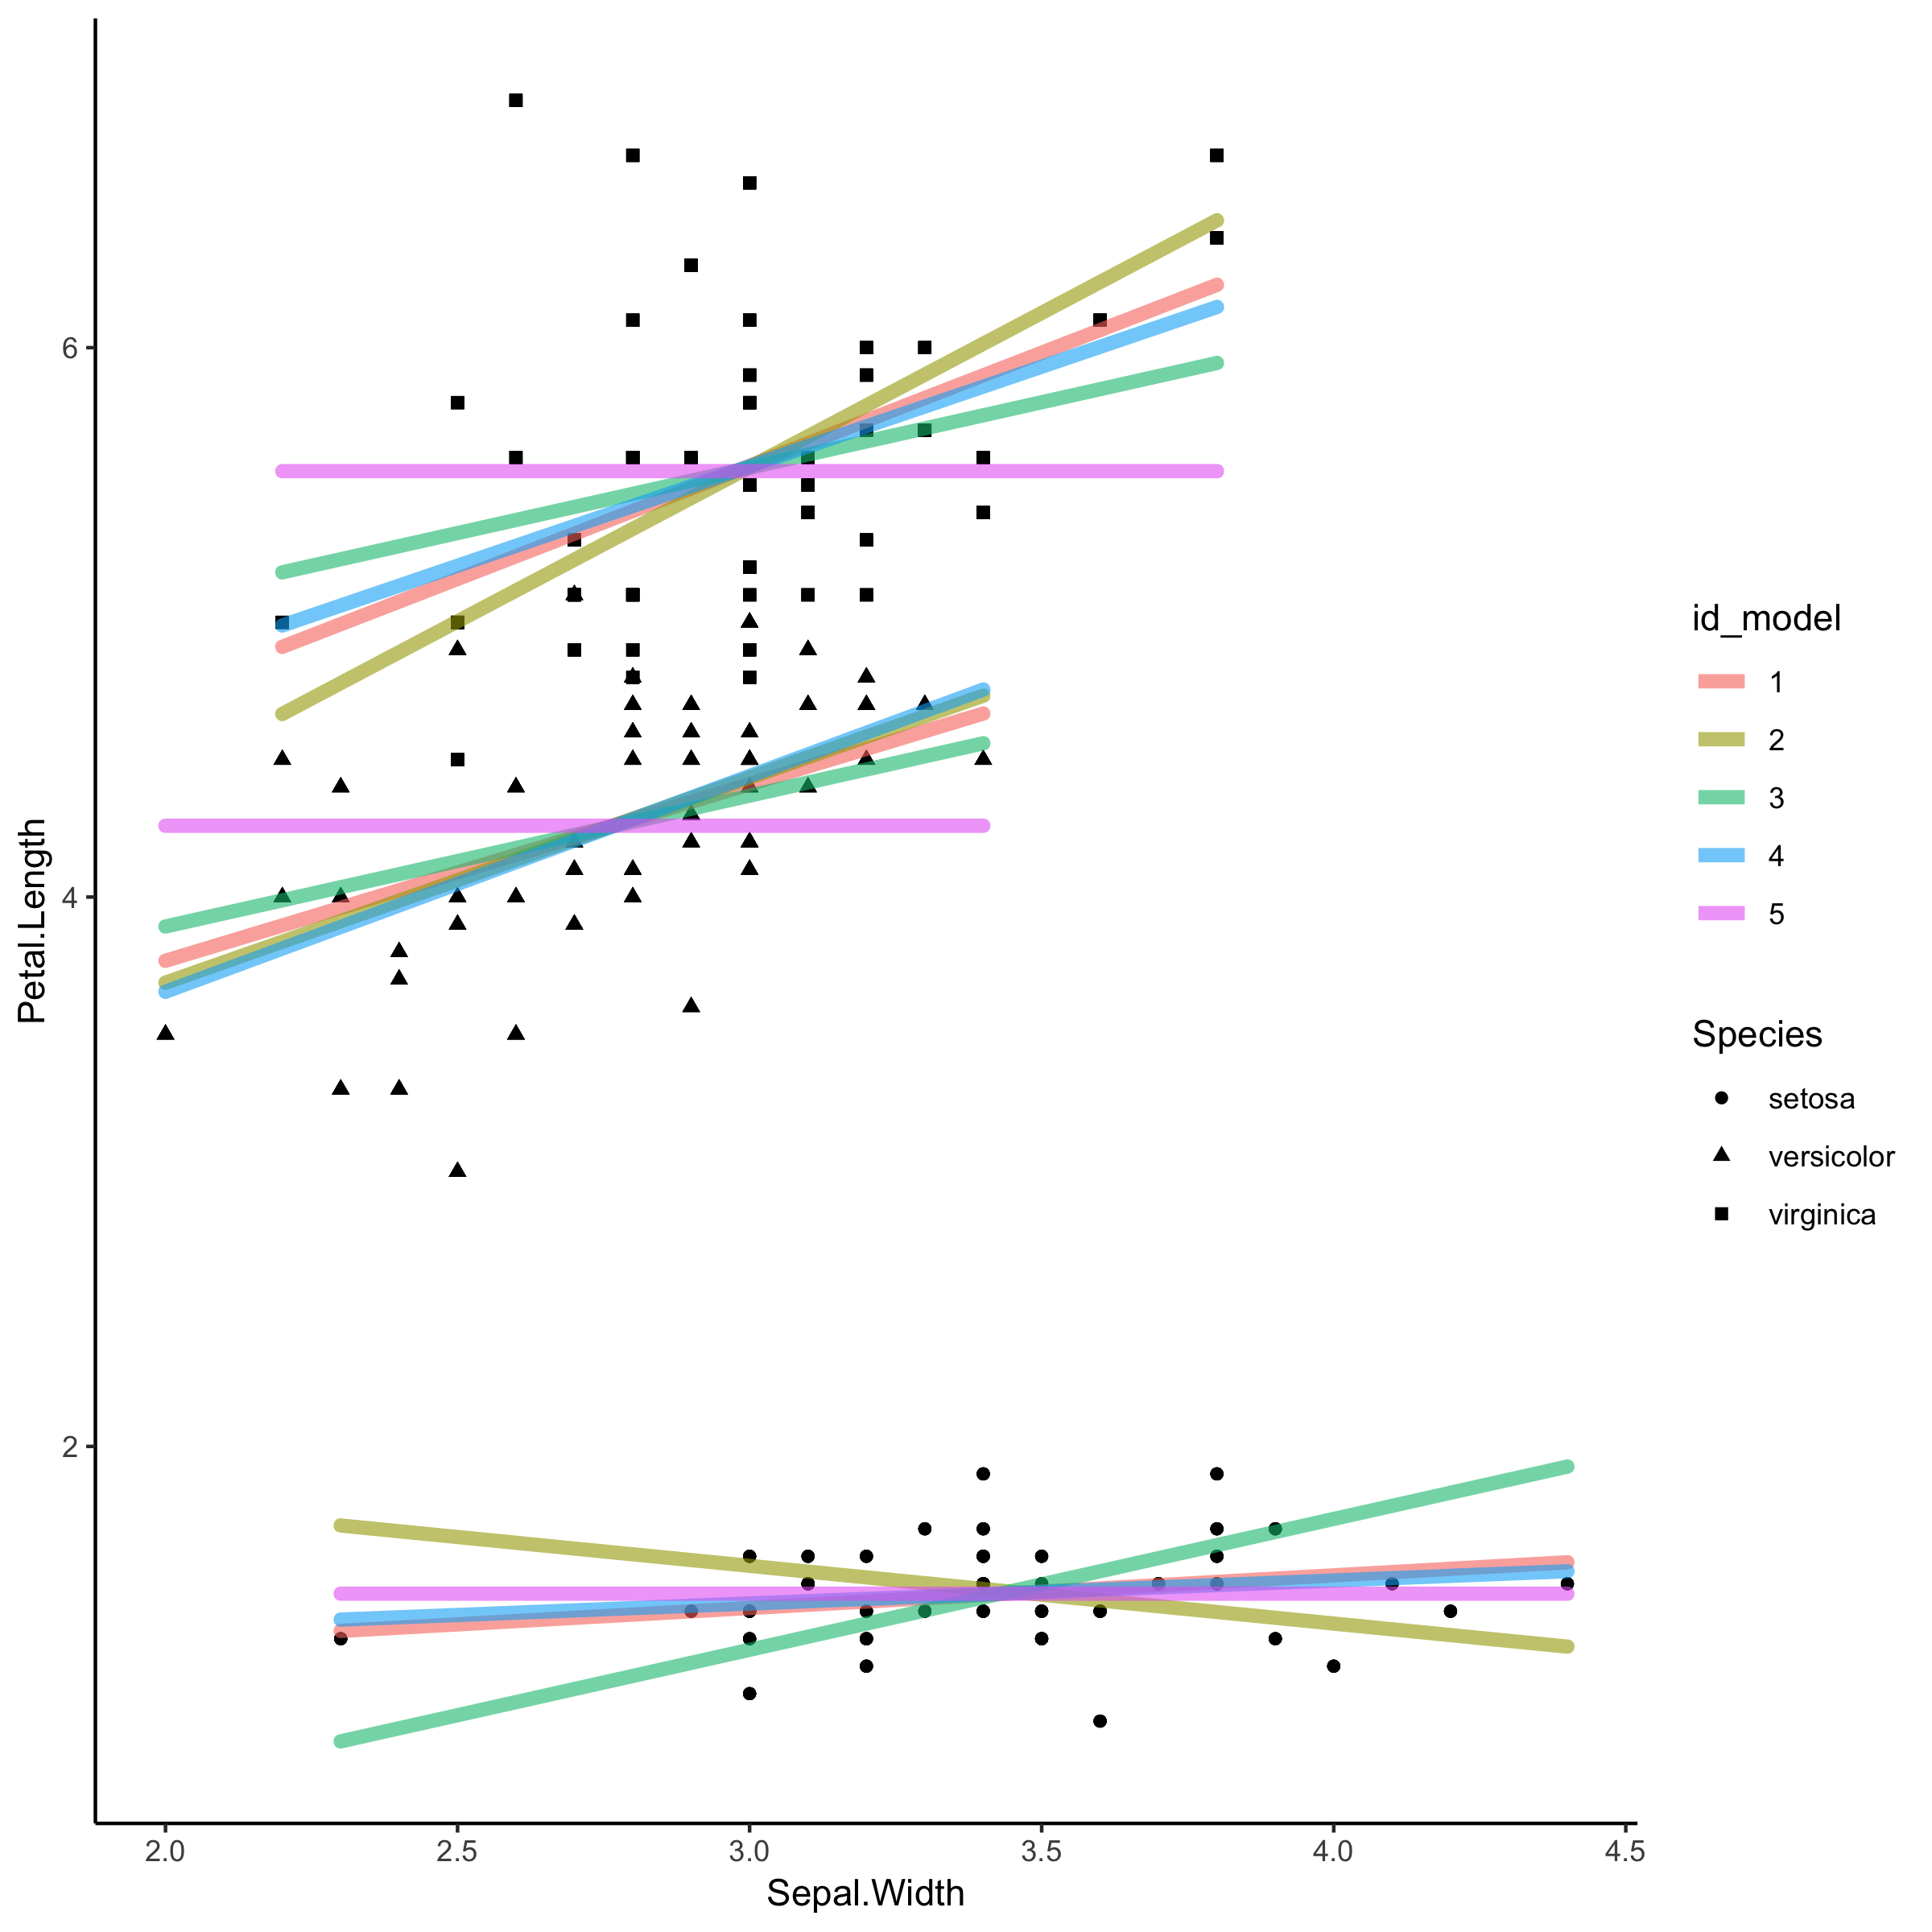 6
4
2
Petal.Length
2.0 2.5 3.0 3.5 4.0 4.5
Sepal.Width
id_model
1
2
3
4
5
Species
setosa
versicolor
virginica